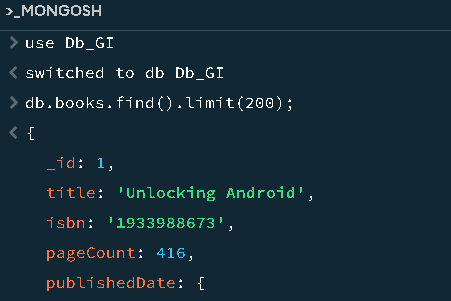 >_MONGOSH
> use Db_GI
< switched to db Db_GI
> db.books.find().limit(200);
< {
_id: 1,
title: 'Unlocking Android',
isbn: '1933988673',
pageCount: 416,
publishedDate: {